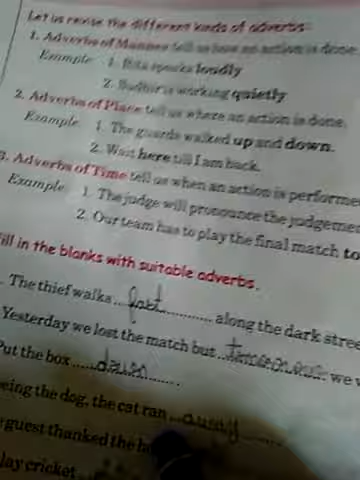 Let us revise the different kinds of adverbs.
1. Adverbs of Manner tell us how an action is done.
Example: 1. Rita speaks loudly
2. Sudhir is working quietly
2. Adverbs of Place tell us where an action is done.
Example: 1. The guards walked up and down.
2. Wait here till I am back.
3. Adverbs of Time tell us when an action is performe
Example: 1. The judge will pronounce the judgemen
2. Our team has to play the final match to
ill in the blanks with suitable adverbs.
The thief walks ... fast ... along the dark stree
Yesterday we lost the match but ... we w
Put the box ... down ...
eing the dog, the cat ran ... away ...
guest thanked the ho
lay cricket ...